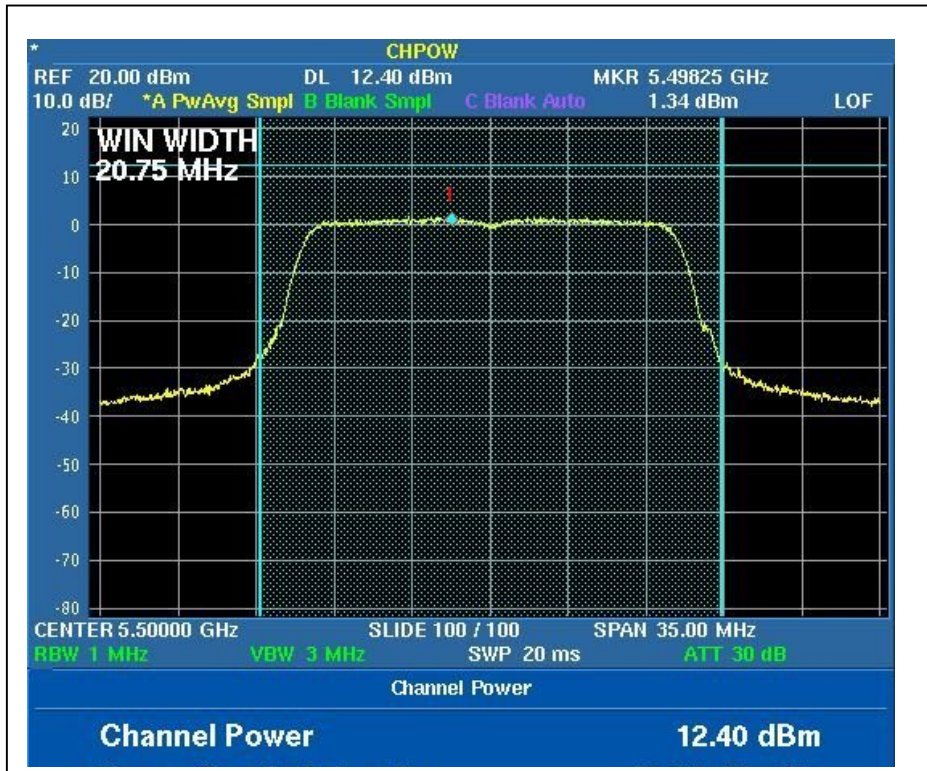 *
CHPOW
REF 20.00 dBm DL 12.40 dBm MKR 5.49825 GHz
10.0 dB/ *A PwAvg Smpl B Blank Smpl C Blank Auto 1.34 dBm LOF
20
WIN WIDTH
20.75 MHz
10
1
0
-10
-20
-30
-40
-50
-60
-70
-80
CENTER 5.50000 GHz SLIDE 100 / 100 SPAN 35.00 MHz
RBW 1 MHz VBW 3 MHz SWP 20 ms ATT 30 dB
Channel Power
Channel Power 12.40 dBm